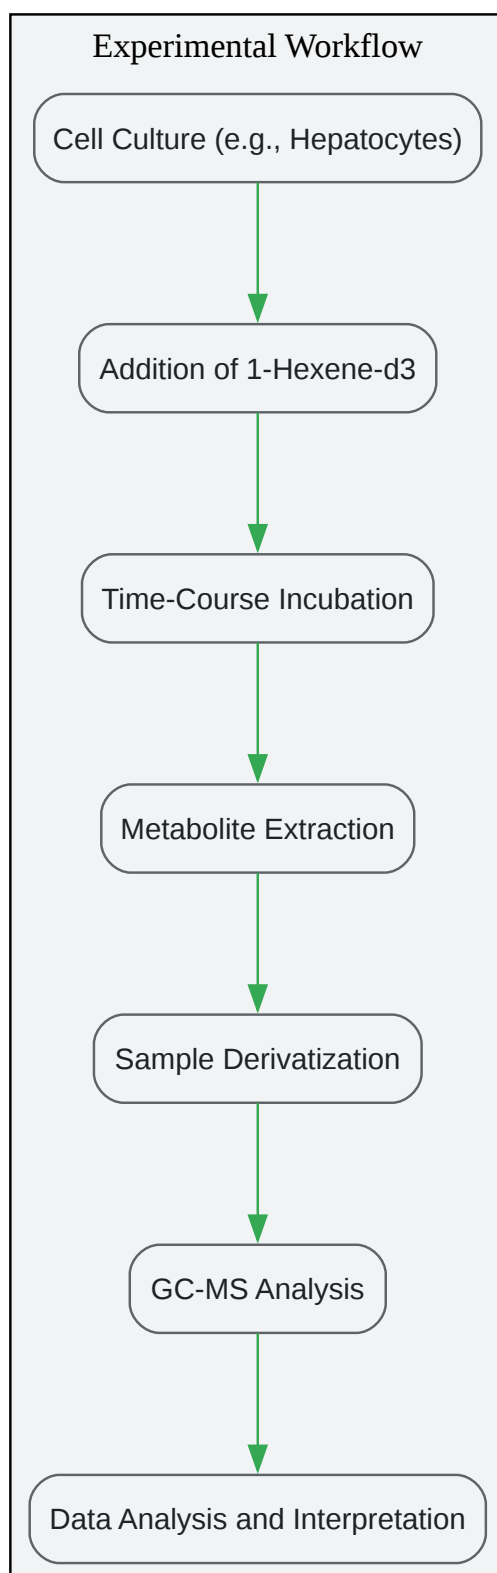 Experimental Workflow
Cell Culture (e.g., Hepatocytes)
Addition of 1-Hexene-d3
Time-Course Incubation
Metabolite Extraction
Sample Derivatization
GC-MS Analysis
Data Analysis and Interpretation